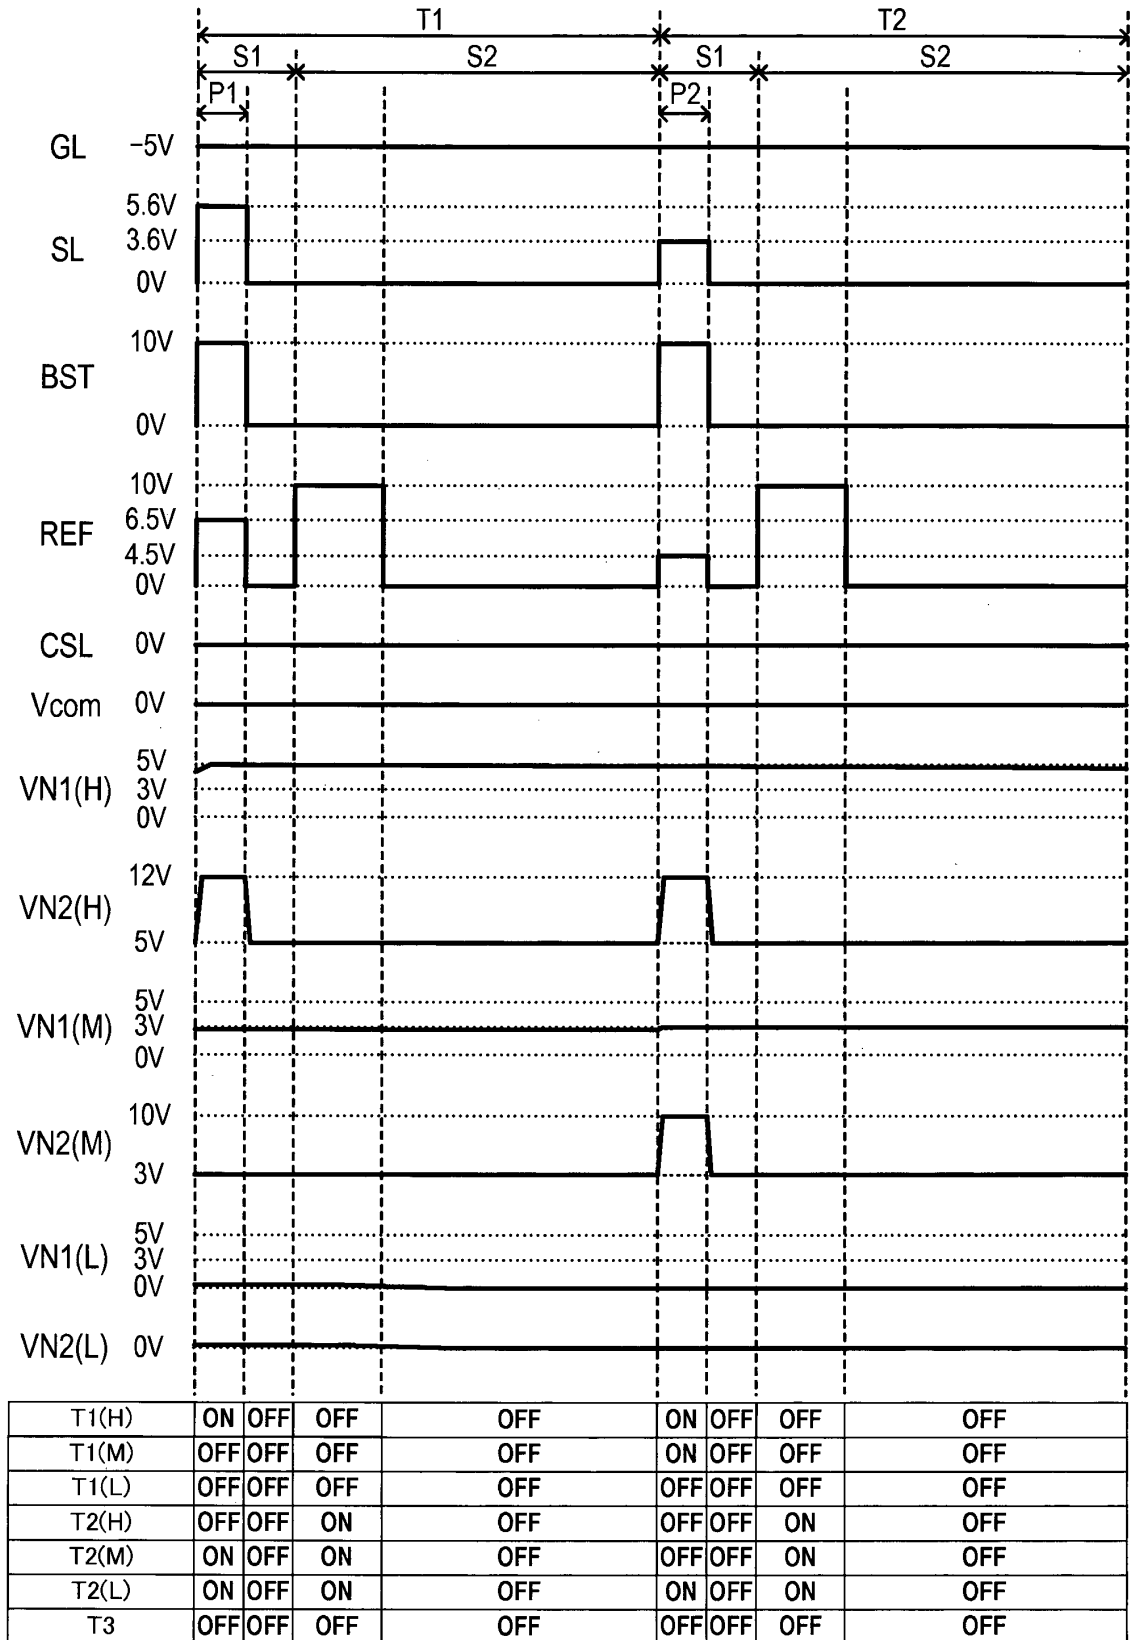 T1 T2
S1 S2 S1 S2
P1 P2
GL −5V
5.6V
SL 3.6V
0V
10V
BST
0V
10V
6.5V
REF
4.5V
0V
CSL 0V
Vcom 0V
5V
VN1(H) 3V
0V
12V
VN2(H)
5V
5V
VN1(M) 3V
0V
10V
VN2(M)
3V
5V
VN1(L) 3V
0V
VN2(L) 0V
T1(H) ON OFF OFF OFF ON OFF OFF OFF
T1(M) OFF OFF OFF OFF ON OFF OFF OFF
T1(L) OFF OFF OFF OFF OFF OFF OFF OFF
T2(H) OFF OFF ON OFF OFF OFF ON OFF
T2(M) ON OFF ON OFF OFF OFF ON OFF
T2(L) ON OFF ON OFF ON OFF ON OFF
T3 OFF OFF OFF OFF OFF OFF OFF OFF